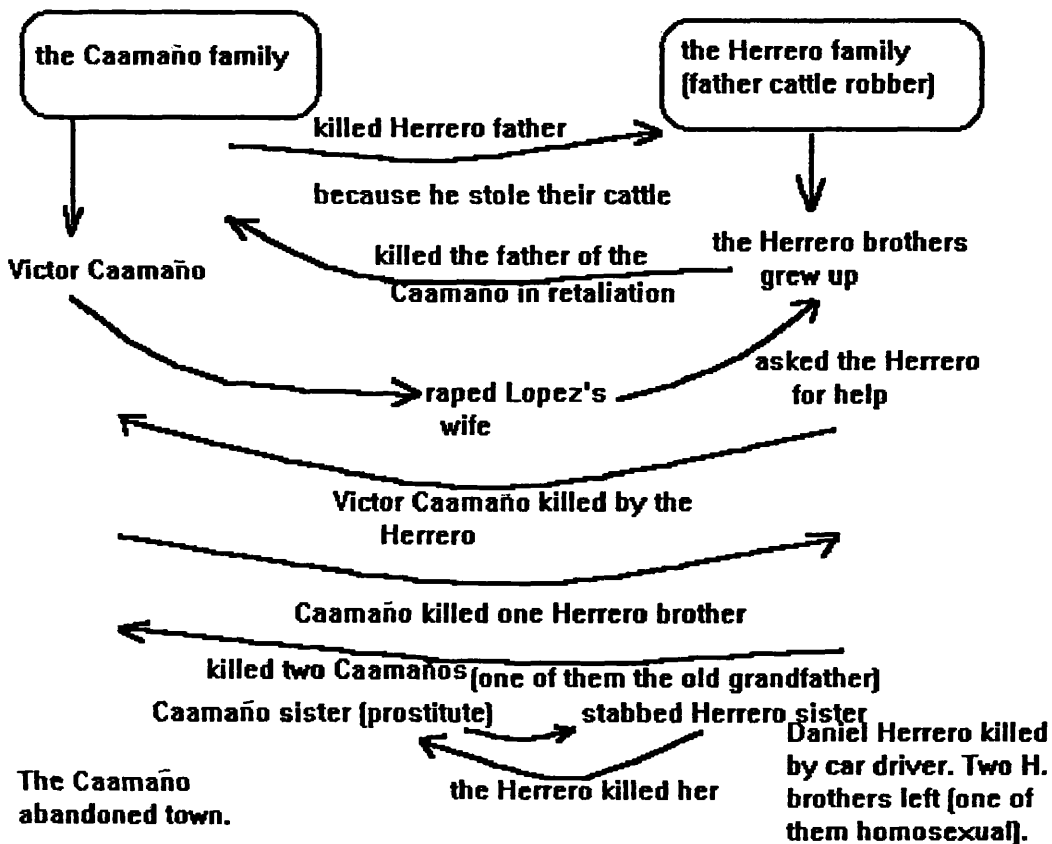 the Caamaño family
the Herrero family
(father cattle robber)
killed Herrero father
because he stole their cattle
Victor Caamaño
killed the father of the
Caamaño in retaliation
the Herrero brothers
grew up
raped Lopez's
wife
asked the Herrero
for help
Victor Caamaño killed by the
Herrero
Caamaño killed one Herrero brother
killed two Caamaños (one of them the old grandfather)
Caamaño sister (prostitute)
stabbed Herrero sister
the Herrero killed her
The Caamaño
abandoned town.
Daniel Herrero killed
by car driver. Two H.
brothers left (one of
them homosexual).